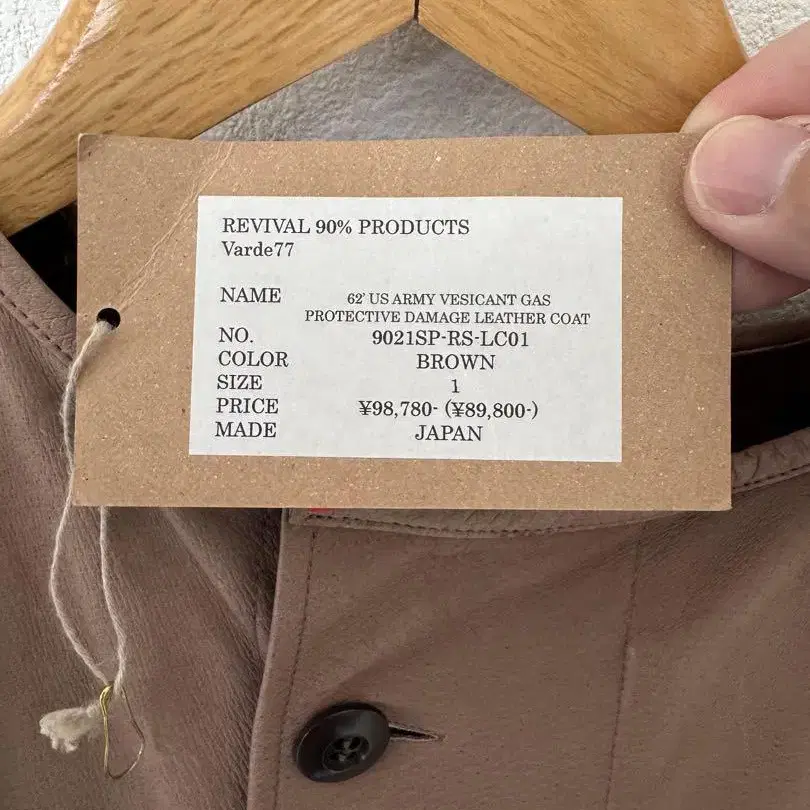 REVIVAL 90% PRODUCTS
Varde77
NAME 62' US ARMY VESICANT GAS
PROTECTIVE DAMAGE LEATHER COAT
NO. 9021SP-RS-LC01
COLOR BROWN
SIZE 1
PRICE ¥98,780- (¥89,800-)
MADE JAPAN